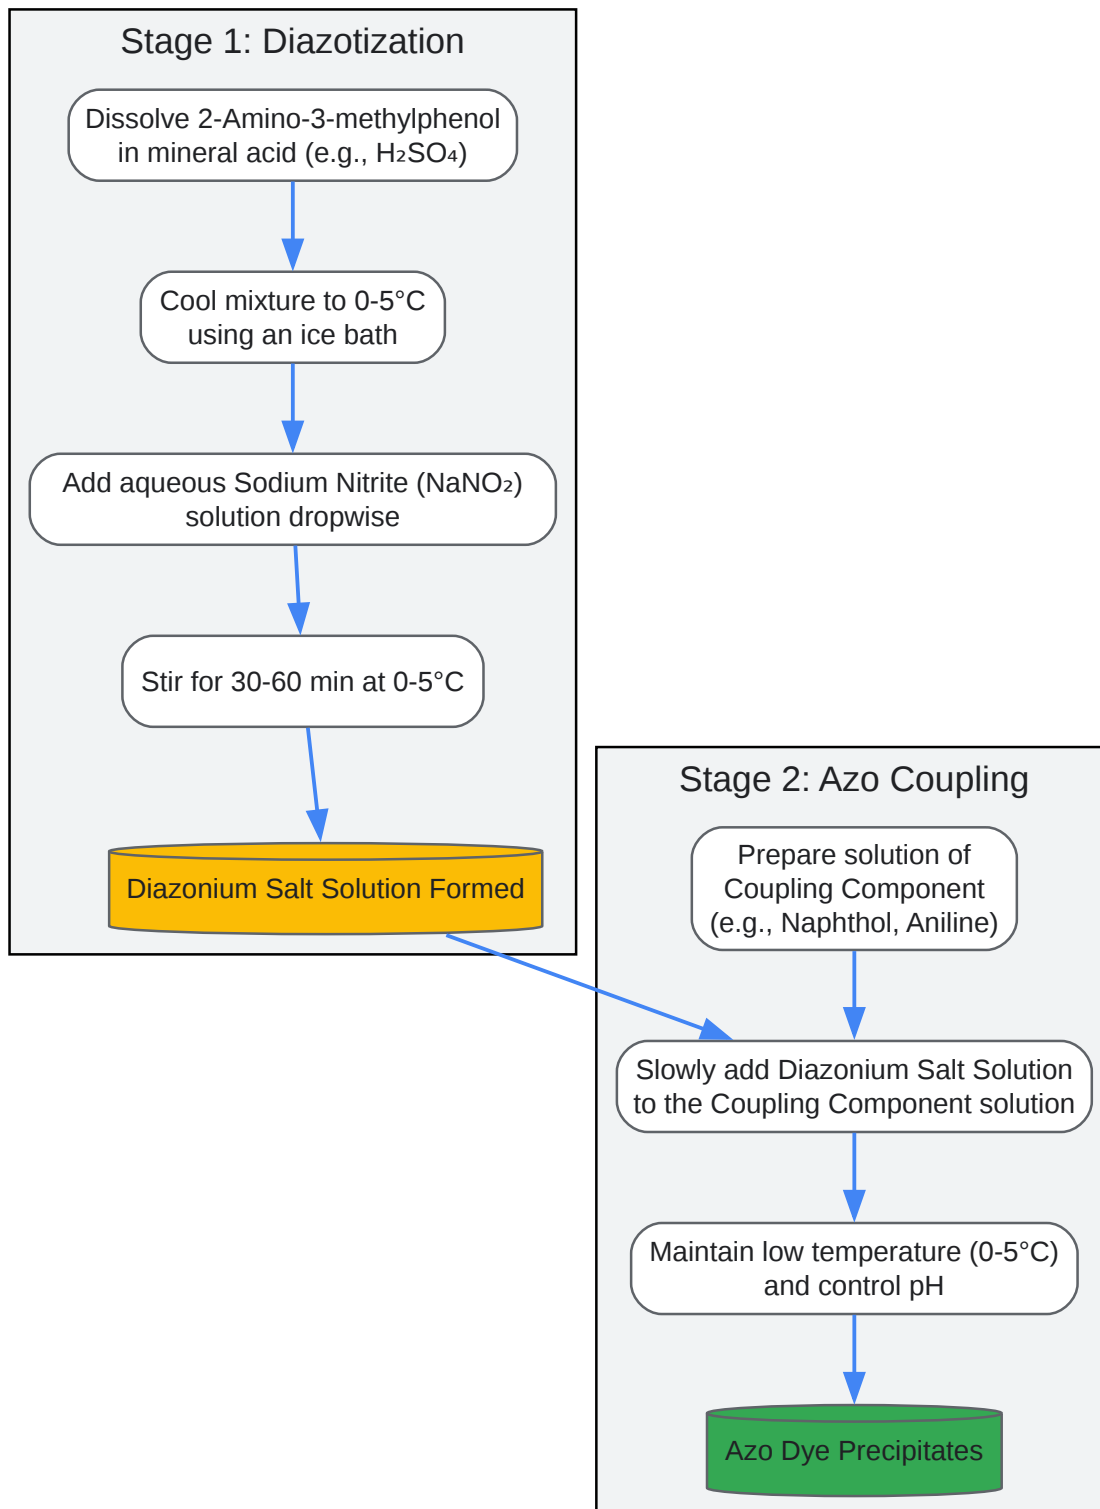 Stage 1: Diazotization
Dissolve 2-Amino-3-methylphenol
in mineral acid (e.g., H₂SO₄)
Cool mixture to 0-5°C
using an ice bath
Add aqueous Sodium Nitrite (NaNO₂)
solution dropwise
Stir for 30-60 min at 0-5°C
Diazonium Salt Solution Formed
Stage 2: Azo Coupling
Prepare solution of
Coupling Component
(e.g., Naphthol, Aniline)
Slowly add Diazonium Salt Solution
to the Coupling Component solution
Maintain low temperature (0-5°C)
and control pH
Azo Dye Precipitates